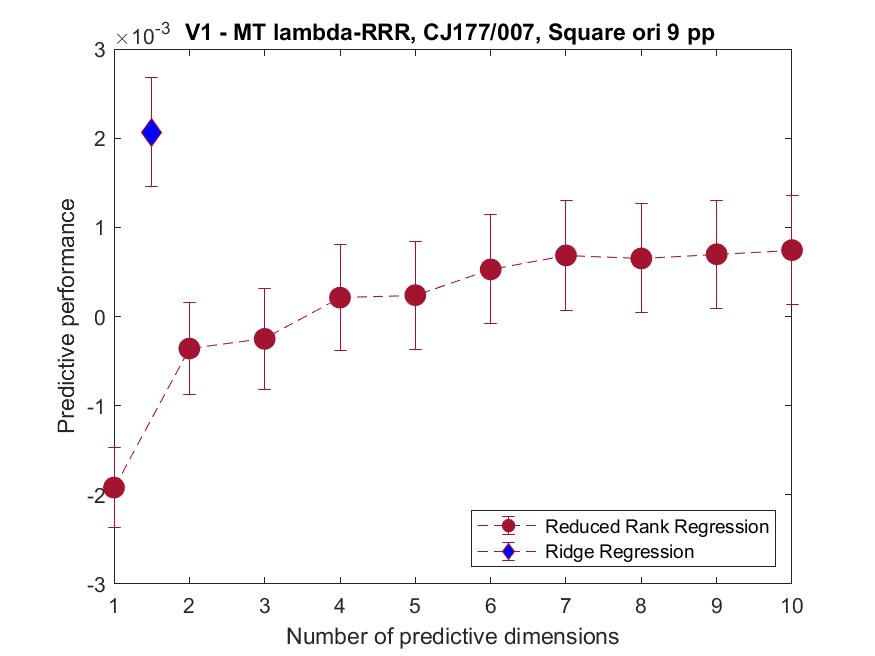 ×10-3
V1 - MT lambda-RRR, CJ177/007, Square ori 9 pp
3
2
1
0
-1
-2
-3
Predictive performance
1 2 3 4 5 6 7 8 9 10
Number of predictive dimensions
Reduced Rank Regression
Ridge Regression